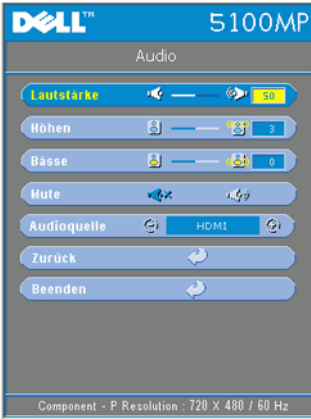 DELL™ 5100MP
Audio
Lautstärke 50
Höhen 3
Bässe 0
Mute
Audioquelle HDMI
Zurück
Beenden
Component - P Resolution : 720 X 480 / 60 Hz